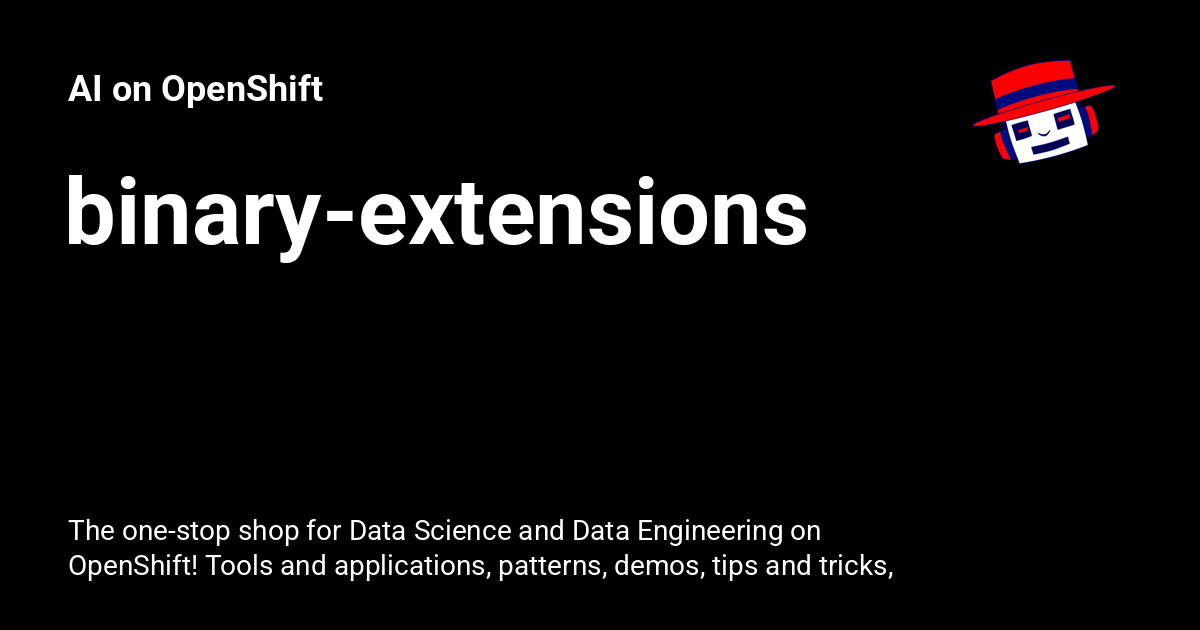 AI on OpenShift
binary-extensions
The one-stop shop for Data Science and Data Engineering on
OpenShift! Tools and applications, patterns, demos, tips and tricks,